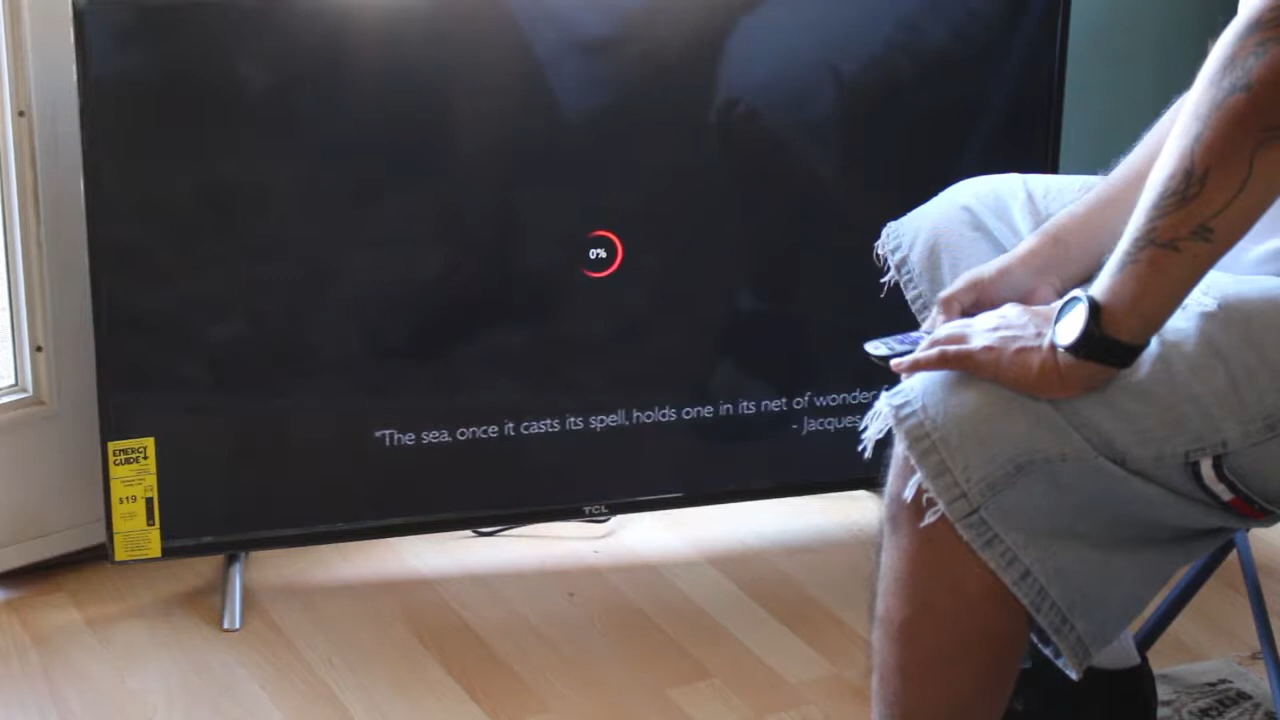 0%
"The sea, once it casts its spell, holds one in its net of wonder
- Jacques
ENERGY
GUIDE
$19
TCL